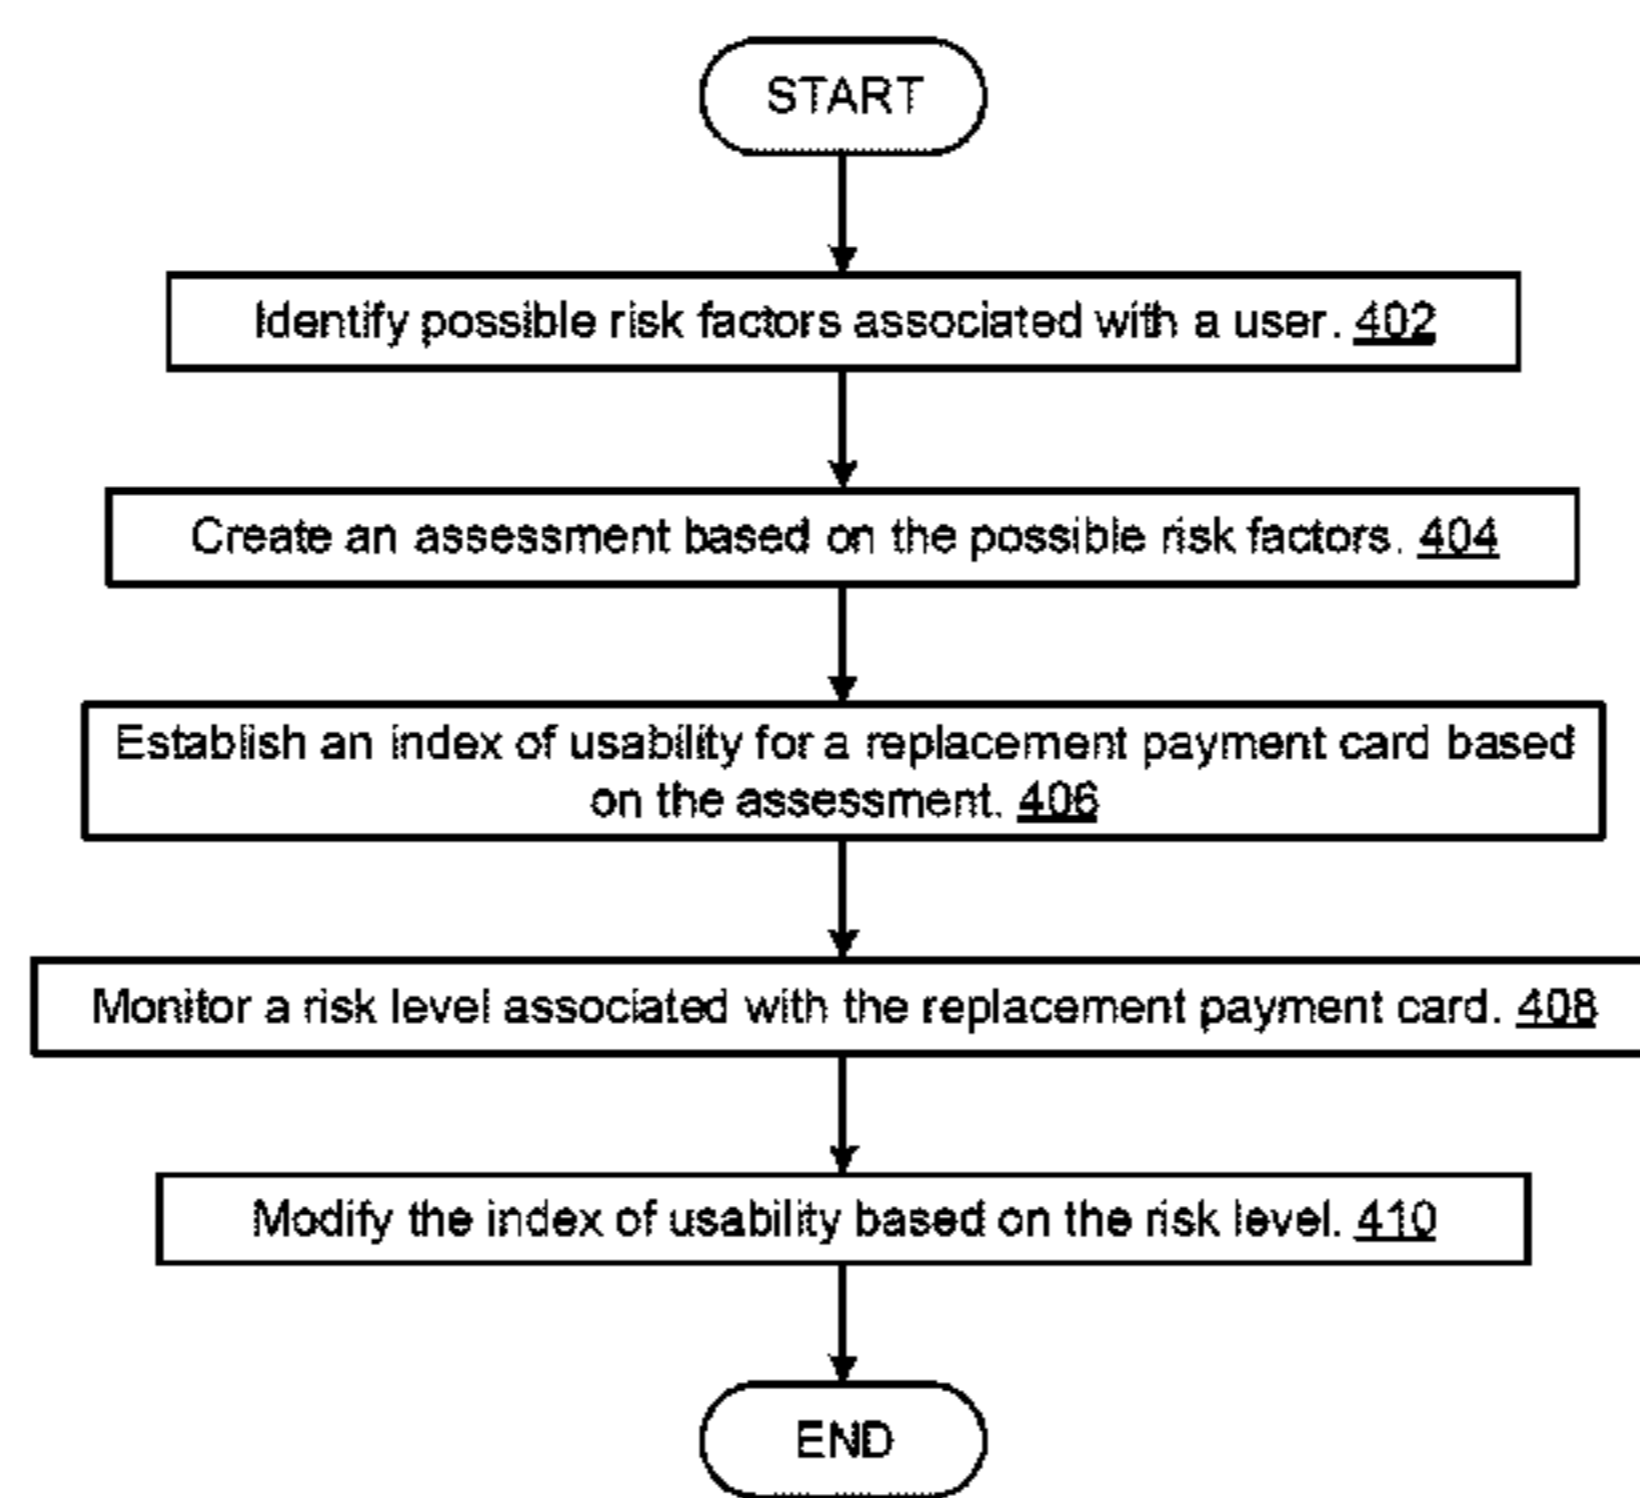 START
Identify possible risk factors associated with a user. 402
Create an assessment based on the possible risk factors. 404
Establish an index of usability for a replacement payment card based
on the assessment. 406
Monitor a risk level associated with the replacement payment card. 408
Modify the index of usability based on the risk level. 410
END